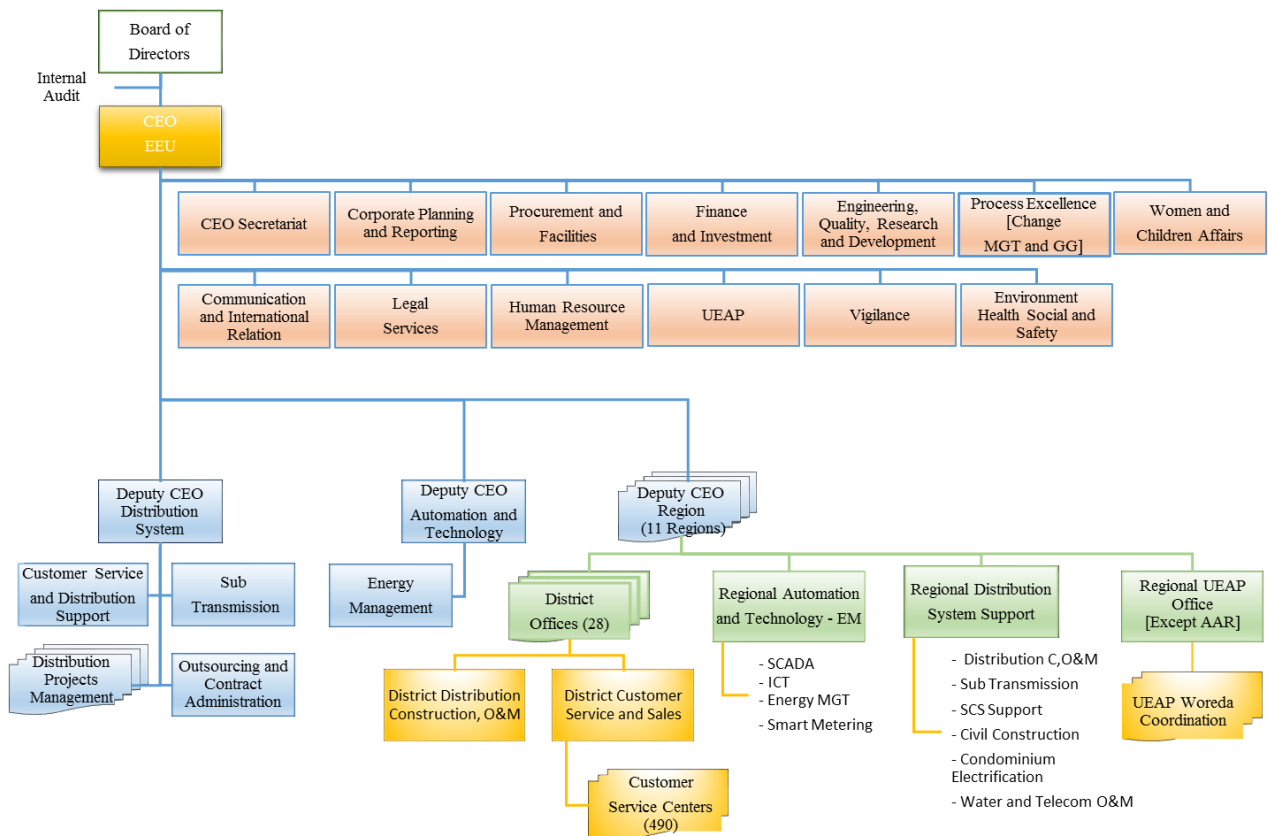 Board of
Directors
Internal
Audit
CEO
EEU
CEO Secretariat
Corporate Planning
and Reporting
Procurement and
Facilities
Finance
and Investment
Engineering,
Quality, Research
and Development
Process Excellence
[Change
MGT and GG]
Women and
Children Affairs
Communication
and International
Relation
Legal
Services
Human Resource
Management
UEAP
Vigilance
Environment
Health Social and
Safety
Deputy CEO
Distribution
System
Deputy CEO
Automation and
Technology
Deputy CEO
Region
(11 Regions)
Customer Service
and Distribution
Support
Sub
Transmission
Distribution
Projects
Management
Outsourcing and
Contract
Administration
Energy
Management
District
Offices (28)
Regional Automation
and Technology - EM
Regional Distribution
System Support
Regional UEAP
Office
[Except AAR]
District Distribution
Construction, O&M
District Customer
Service and Sales
Customer
Service Centers
(490)
- SCADA
- ICT
- Energy MGT
- Smart Metering
- Distribution C,O&M
- Sub Transmission
- SCS Support
- Civil Construction
- Condominium
Electrification
- Water and Telecom O&M
UEAP Woreda
Coordination